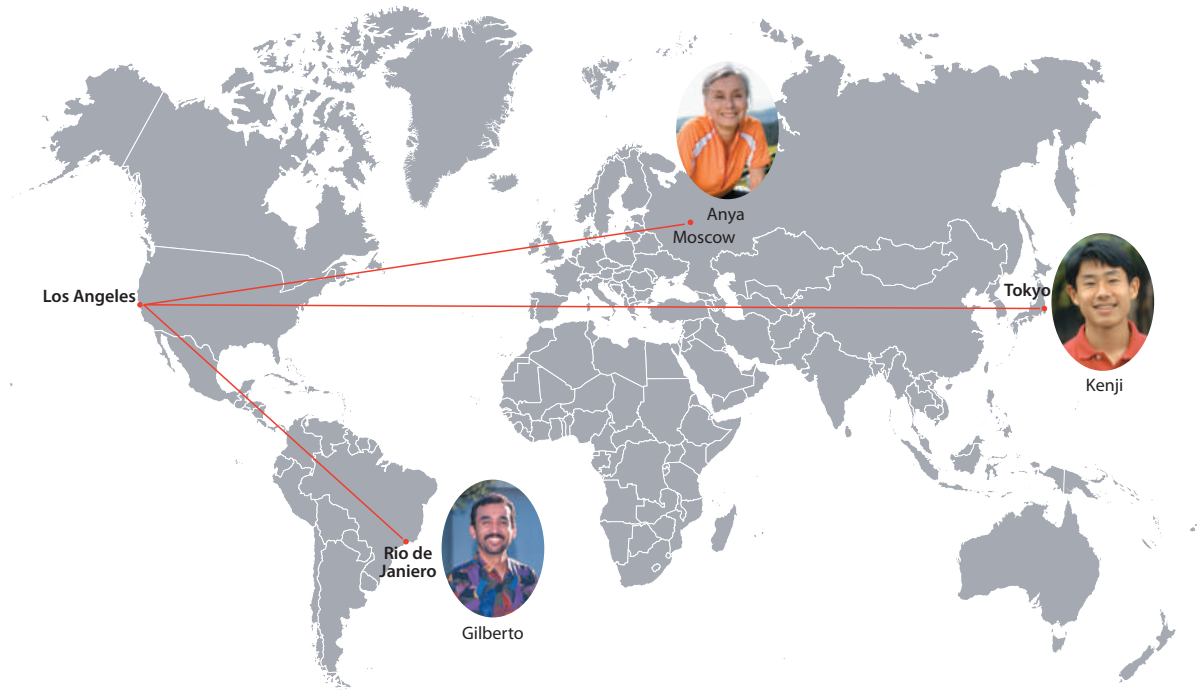 Anya
Moscow
Los Angeles
Tokyo
Kenji
Rio de
Janiero
Gilberto